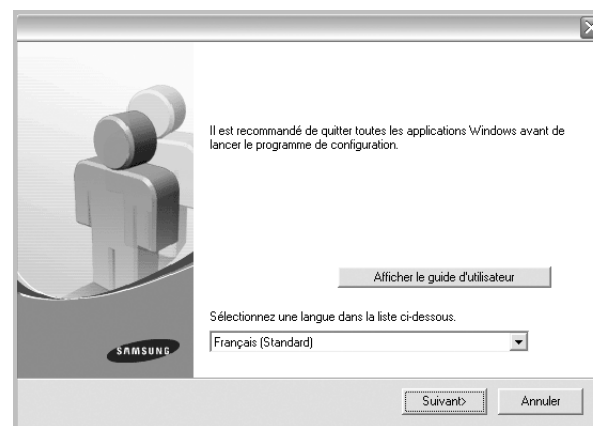 Il est recommandé de quitter toutes les applications Windows avant de
lancer le programme de configuration.
Afficher le guide d'utilisateur
Sélectionnez une langue dans la liste ci-dessous.
Français (Standard)
SAMSUNG
Suivant>
Annuler